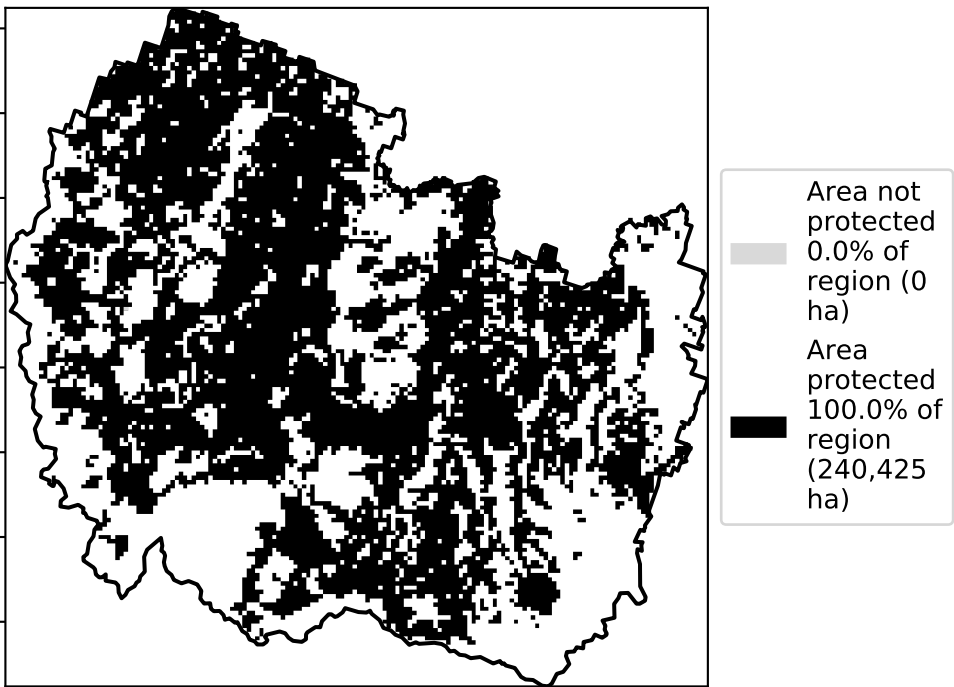 Area not
protected
0.0% of
region (0
ha)
Area
protected
100.0% of
region
(240,425
ha)